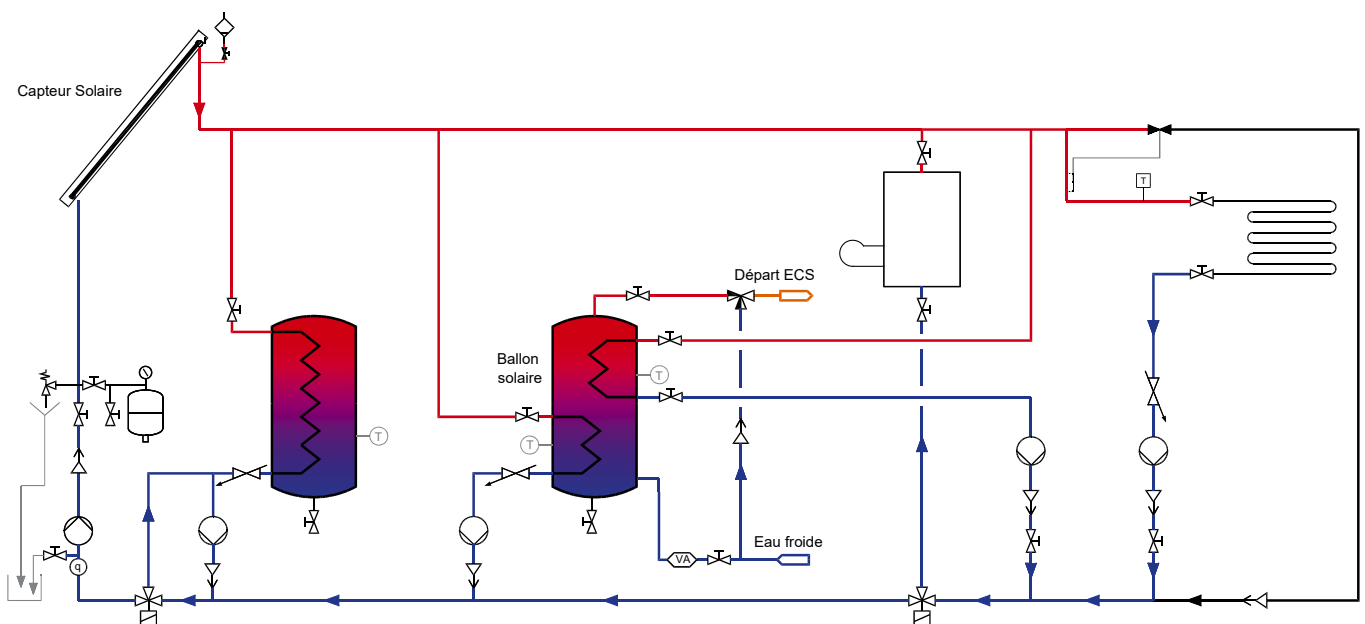 Capteur Solaire
T
Départ ECS
Ballon
solaire
T
T
T
Eau froide
VA
q